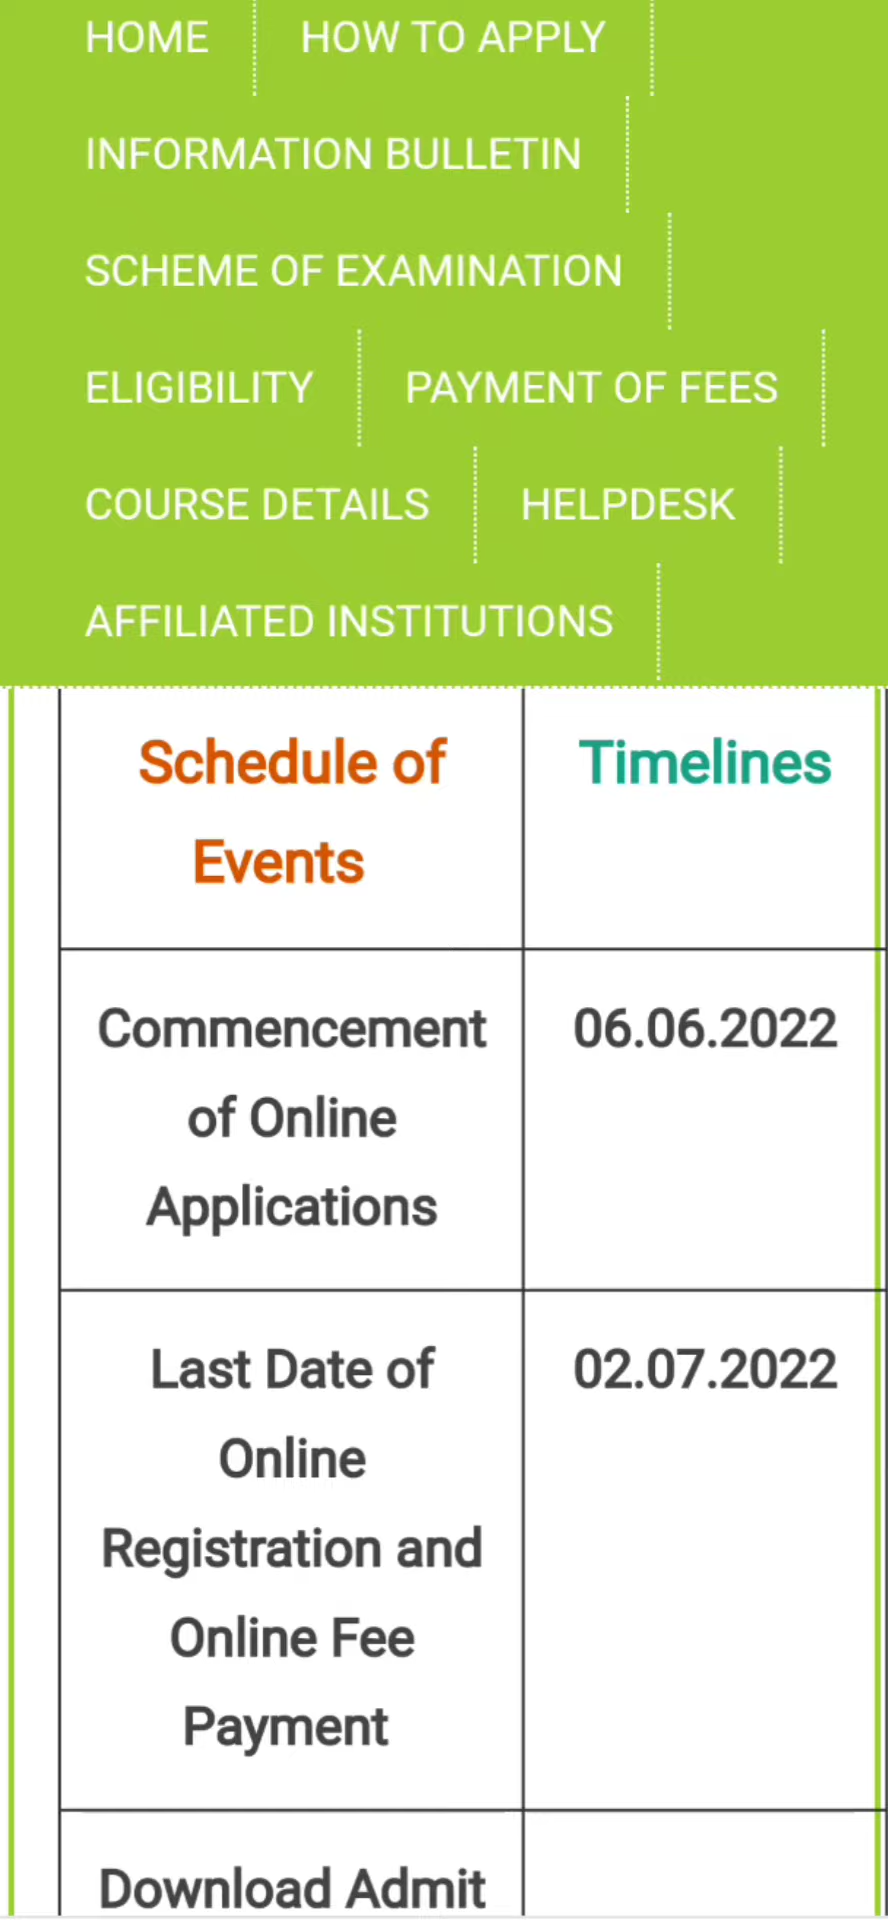 HOME HOW TO APPLY
INFORMATION BULLETIN
SCHEME OF EXAMINATION
ELIGIBILITY PAYMENT OF FEES
COURSE DETAILS HELPDESK
AFFILIATED INSTITUTIONS
Schedule of Timelines
Events
Commencement 06.06.2022
of Online
Applications
Last Date of 02.07.2022
Online
Registration and
Online Fee
Payment
Download Admit